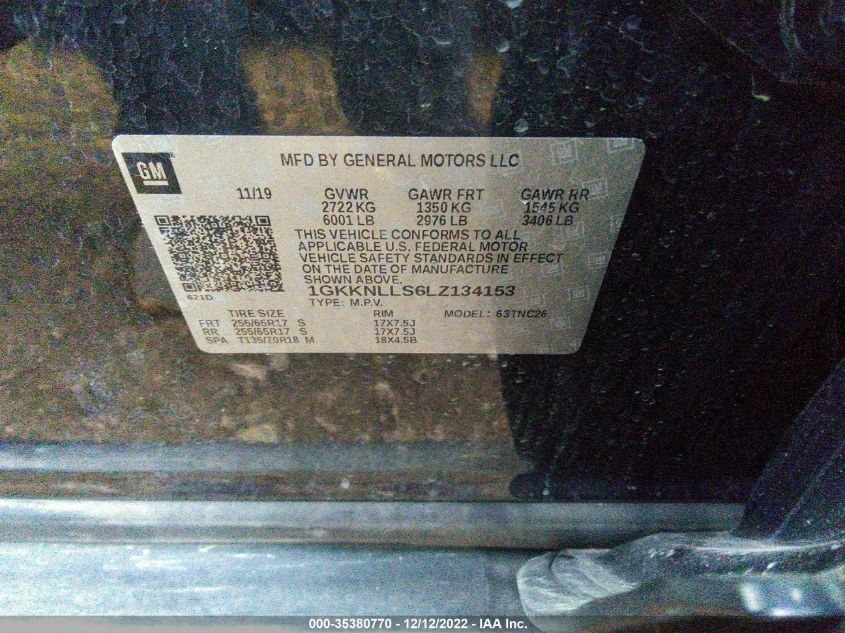 GM
MFD BY GENERAL MOTORS LLC
11/19 GVWR GAWR FRT GAWR RR
2722 KG 1350 KG 1545 KG
6001 LB 2976 LB 3406 LB
THIS VEHICLE CONFORMS TO ALL
APPLICABLE U.S. FEDERAL MOTOR
VEHICLE SAFETY STANDARDS IN EFFECT
ON THE DATE OF MANUFACTURE
SHOWN ABOVE.
621D 1GKKNLLS6LZ134153
TYPE: M.P.V.
TIRE SIZE RIM MODEL: 63TNC26
FRT 255/65R17 S 17X7.5J
RR 255/65R17 S 17X7.5J
SPA T135/70R18 M 18X4.5B
000-35380770 - 12/12/2022 - IAA Inc.